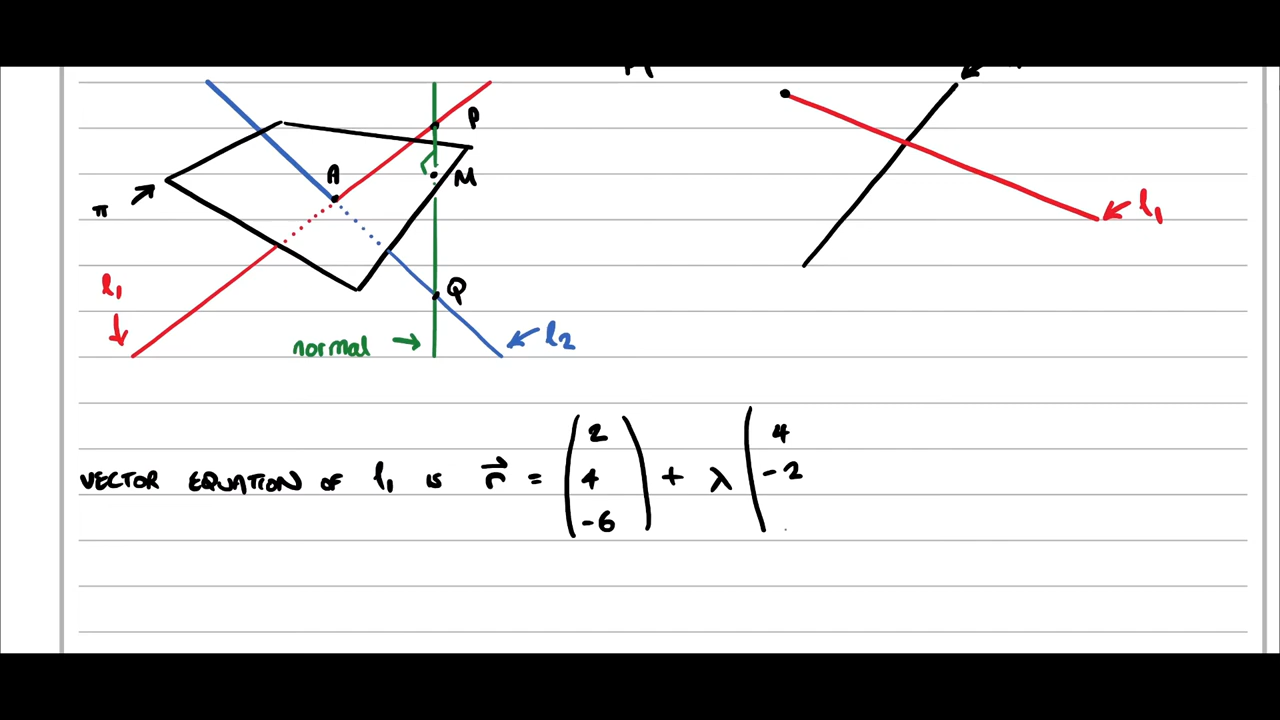 P
A
M
π
l₁
l₁
Q
normal
l₂
VECTOR EQUATION OF l₁ IS r⃗ = (2 4 -6) + λ (4 -2